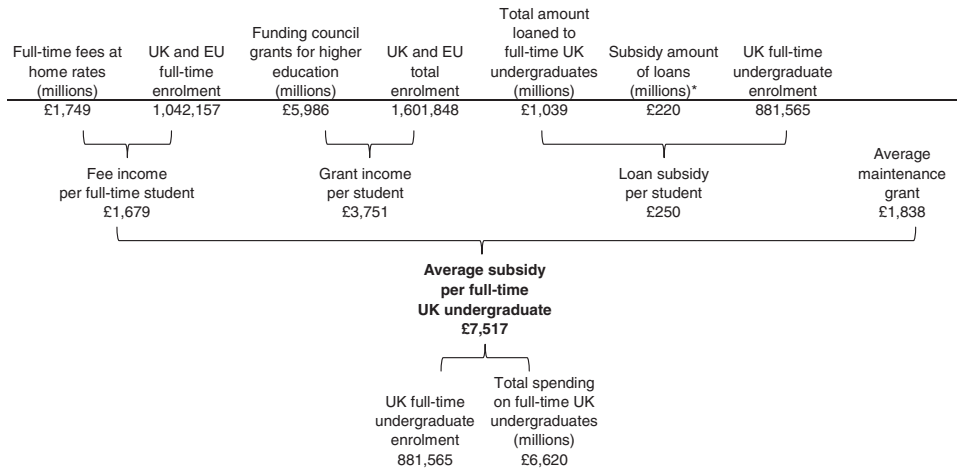 Full-time fees at
home rates
(millions)
£1,749
UK and EU
full-time
enrolment
1,042,157
Funding council
grants for higher
education
(millions)
£5,986
UK and EU
total
enrolment
1,601,848
Total amount
loaned to
full-time UK
undergraduates
(millions)
£1,039
Subsidy amount
of loans
(millions)*
£220
UK full-time
undergraduate
enrolment
881,565
Fee income
per full-time student
£1,679
Grant income
per student
£3,751
Loan subsidy
per student
£250
Average
maintenance
grant
£1,838
Average subsidy
per full-time
UK undergraduate
£7,517
UK full-time
undergraduate
enrolment
881,565
Total spending
on full-time UK
undergraduates
(millions)
£6,620